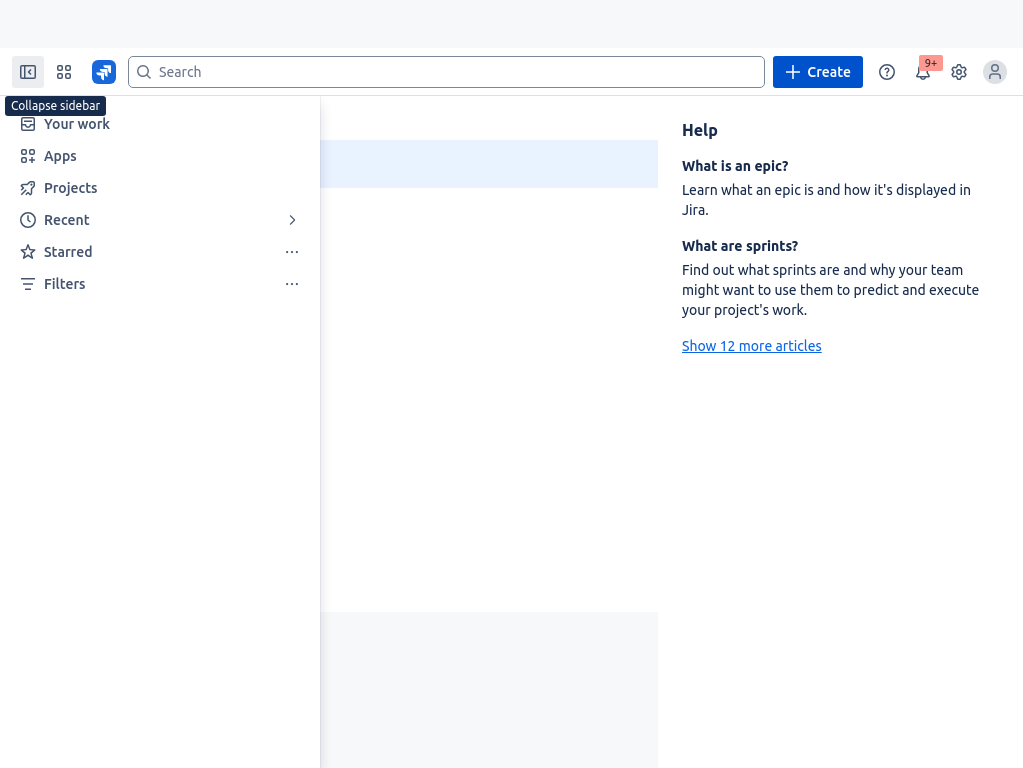 Search
Create
9+
Collapse sidebar
Your work
Apps
Projects
Recent
Starred
Filters
Help
What is an epic?
Learn what an epic is and how it's displayed in
Jira.
What are sprints?
Find out what sprints are and why your team
might want to use them to predict and execute
your project's work.
Show 12 more articles